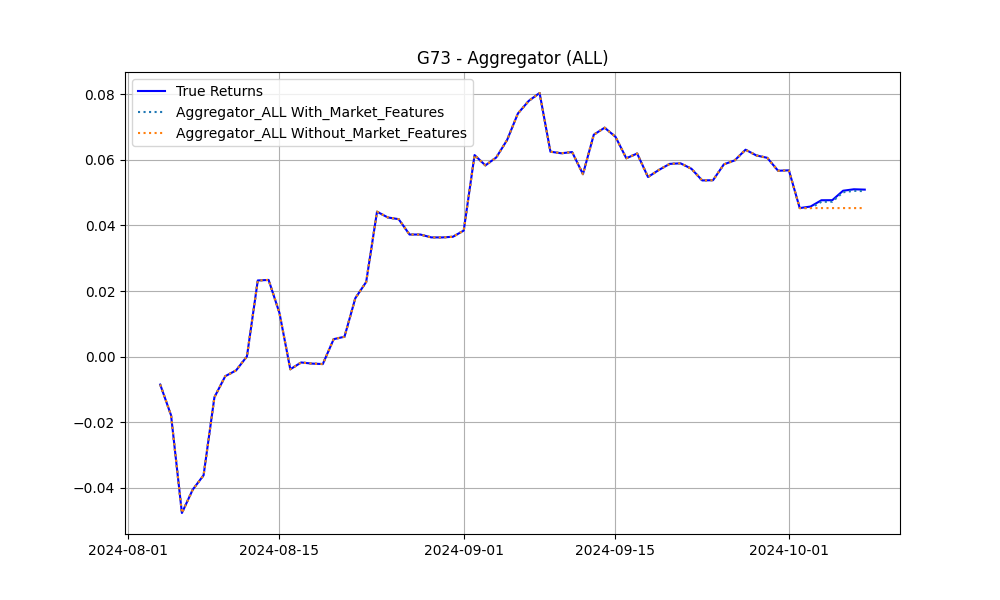 G73 - Aggregator (ALL)
True Returns
Aggregator_ALL With_Market_Features
Aggregator_ALL Without_Market_Features
0.08
0.06
0.04
0.02
0.00
−0.02
−0.04
2024-08-01 2024-08-15 2024-09-01 2024-09-15 2024-10-01